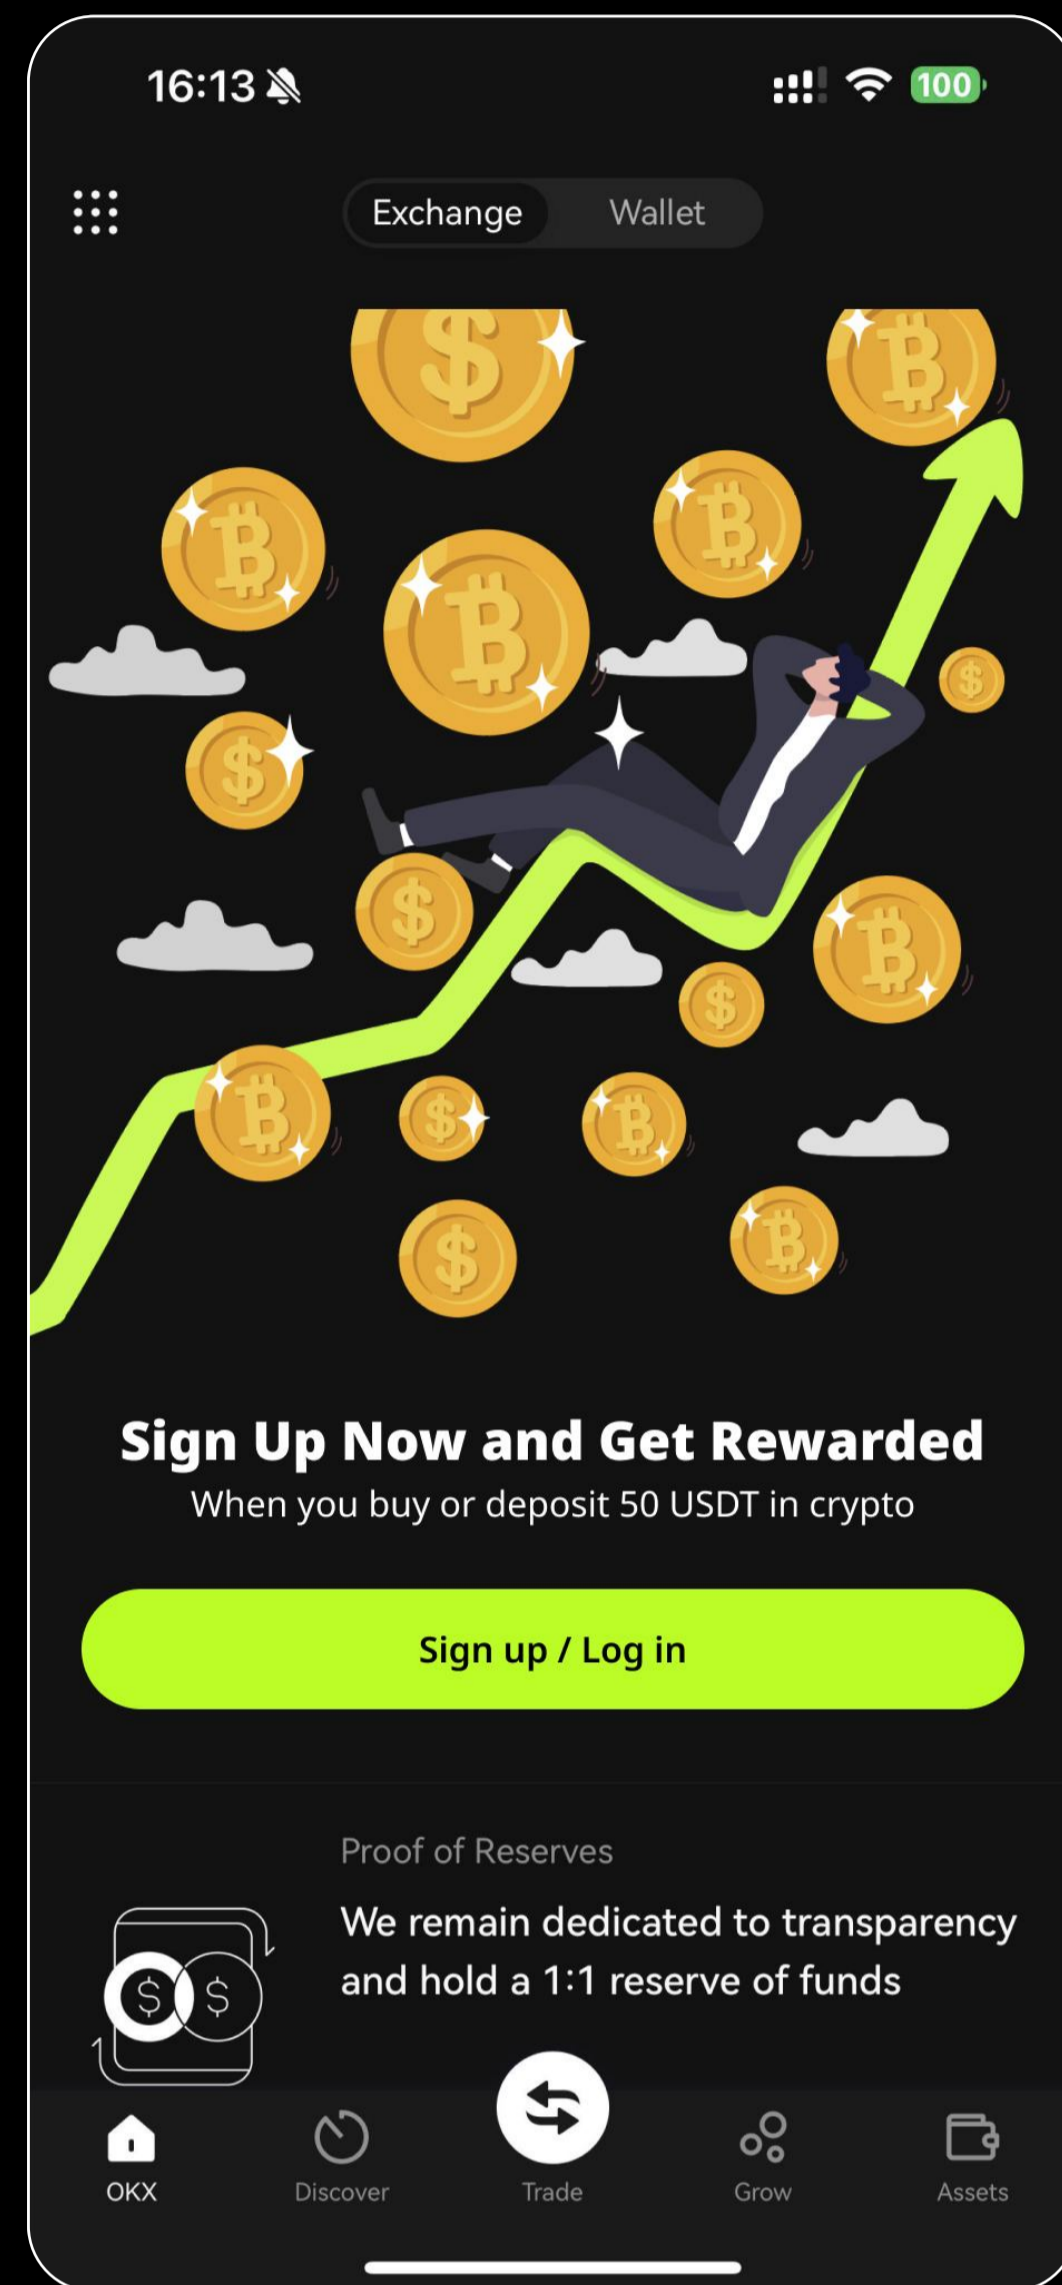 16:13
100
Exchange
Wallet
Sign Up Now and Get Rewarded
When you buy or deposit 50 USDT in crypto
Sign up / Log in
Proof of Reserves
We remain dedicated to transparency
and hold a 1:1 reserve of funds
OKX
Discover
Trade
Grow
Assets